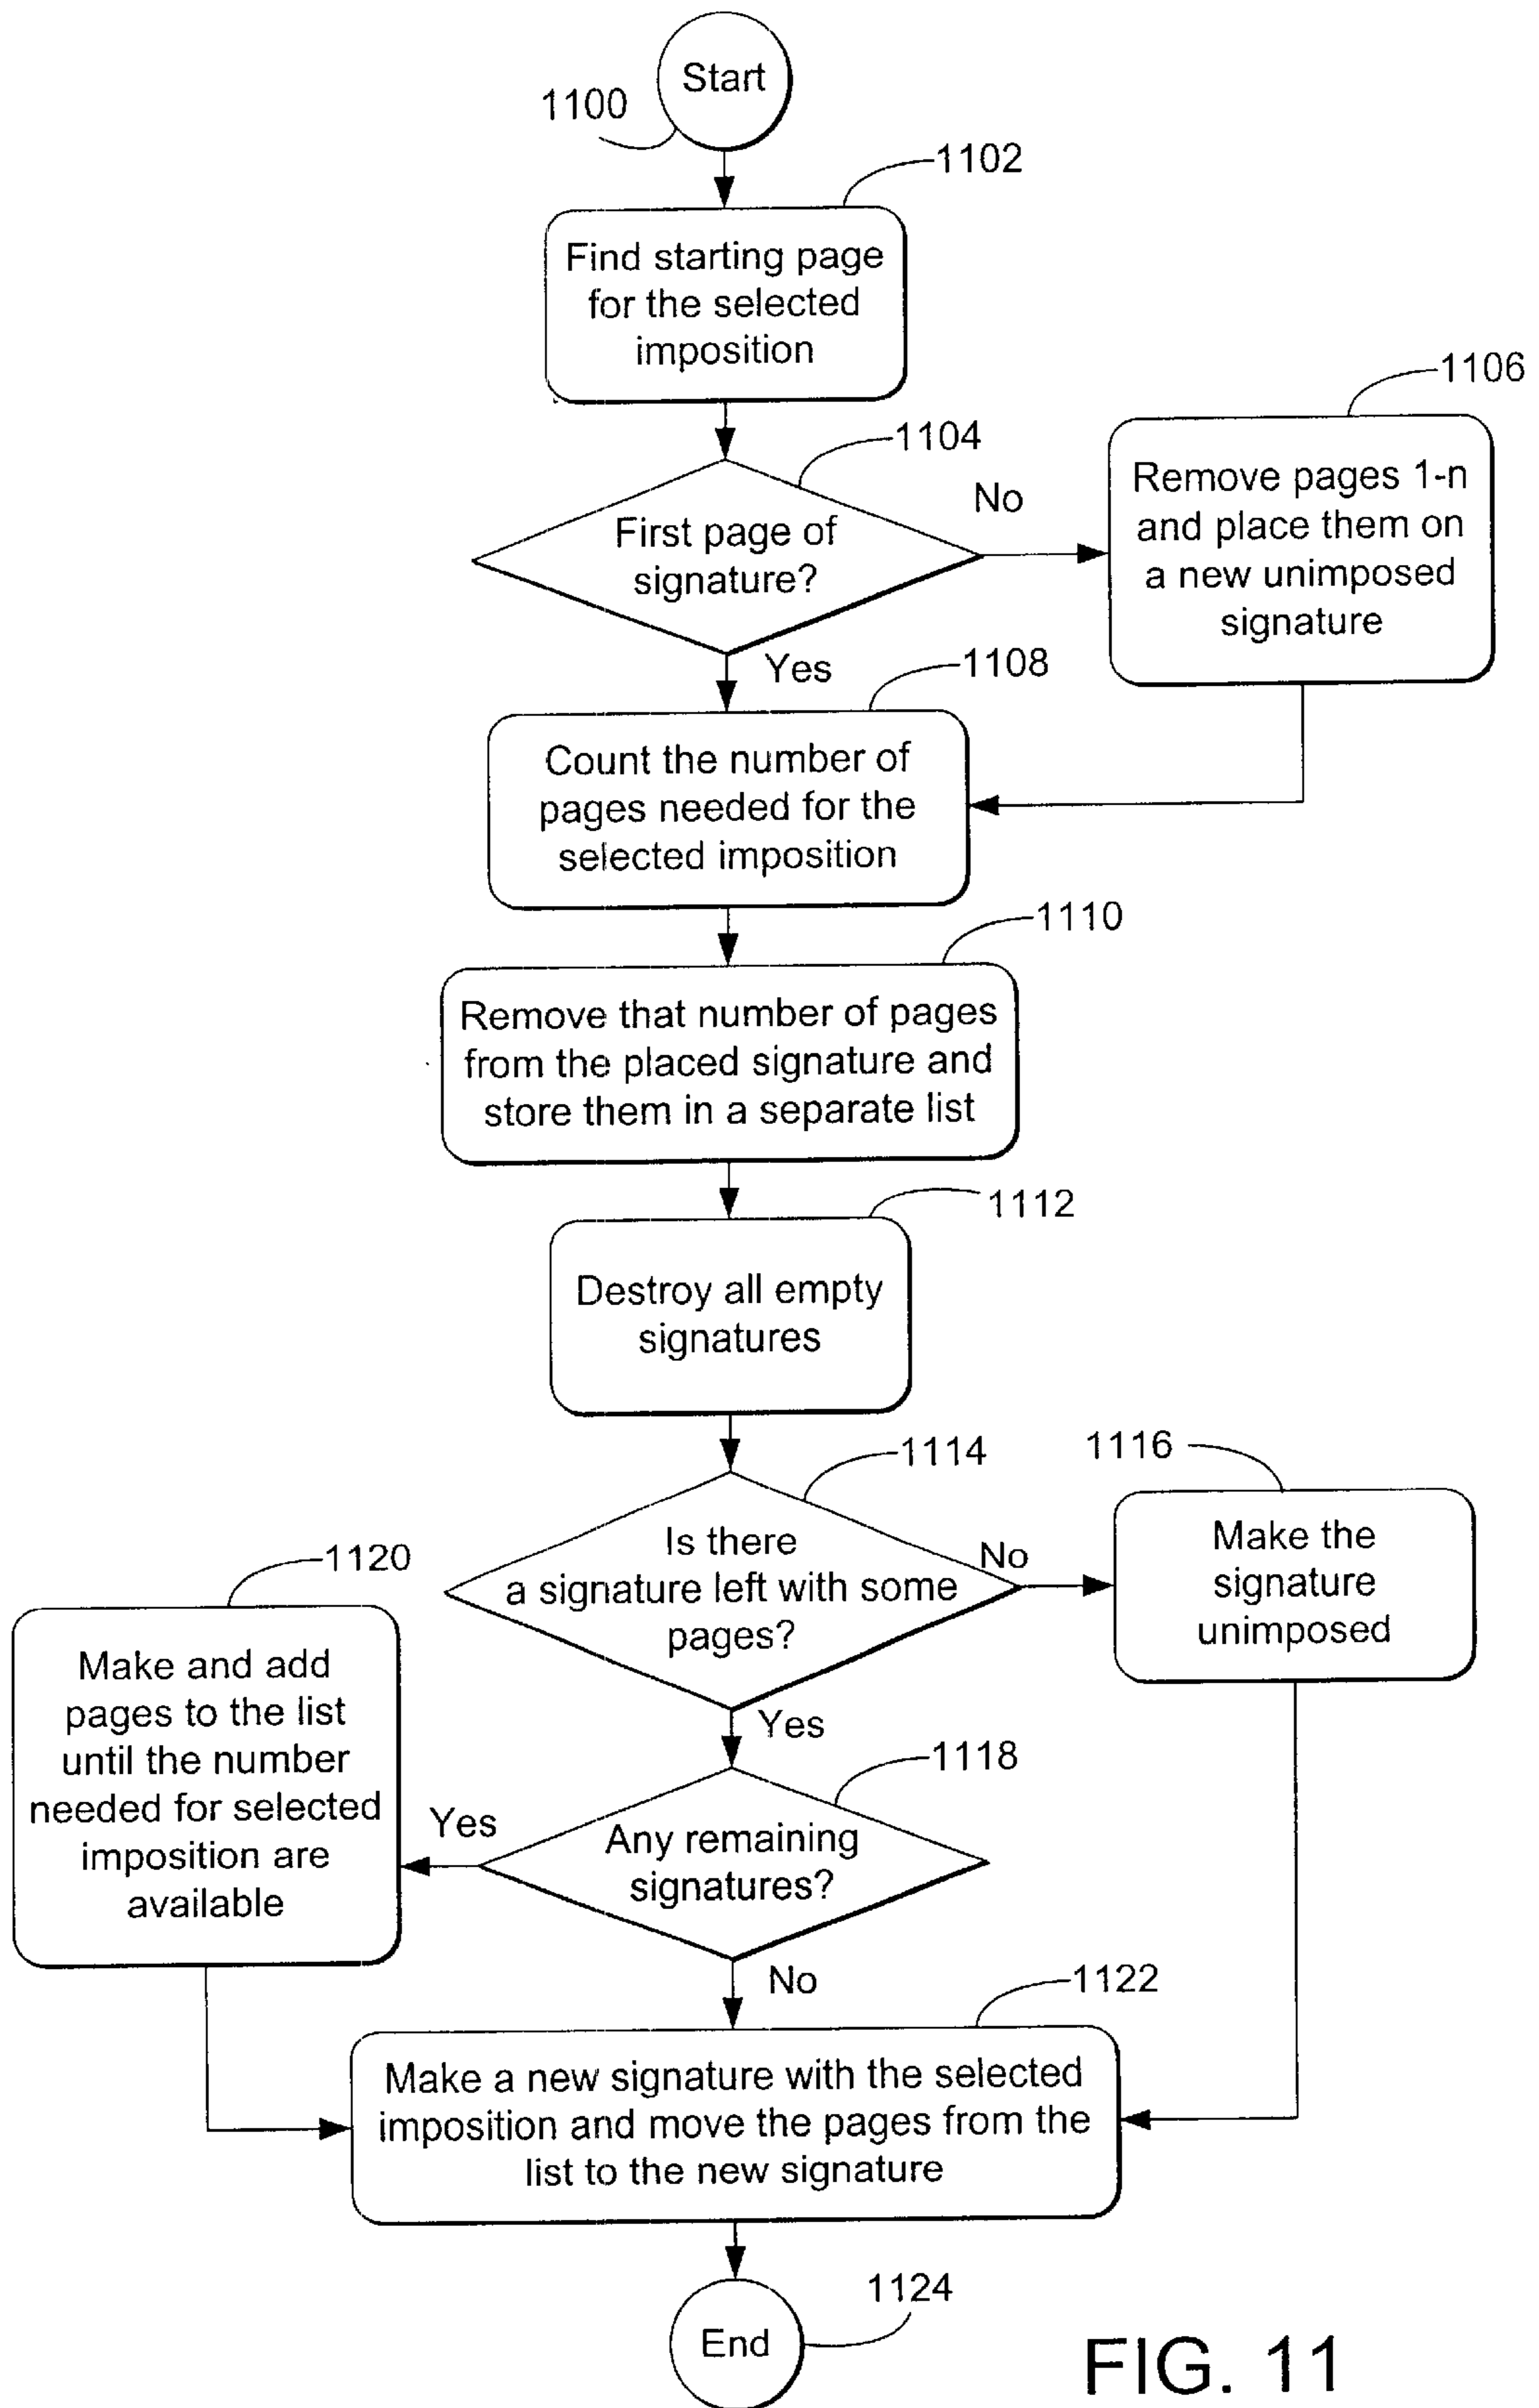 Start
1100
1102
Find starting page
for the selected
imposition
1104
First page of
signature?
No
1106
Remove pages 1-n
and place them on
a new unimposed
signature
Yes
1108
Count the number of
pages needed for the
selected imposition
1110
Remove that number of pages
from the placed signature and
store them in a separate list
1112
Destroy all empty
signatures
1114
Is there
a signature left with some
pages?
No
1116
Make the
signature
unimposed
Yes
1118
Any remaining
signatures?
Yes
1120
Make and add
pages to the list
until the number
needed for selected
imposition are
available
No
1122
Make a new signature with the selected
imposition and move the pages from the
list to the new signature
End
1124
FIG. 11